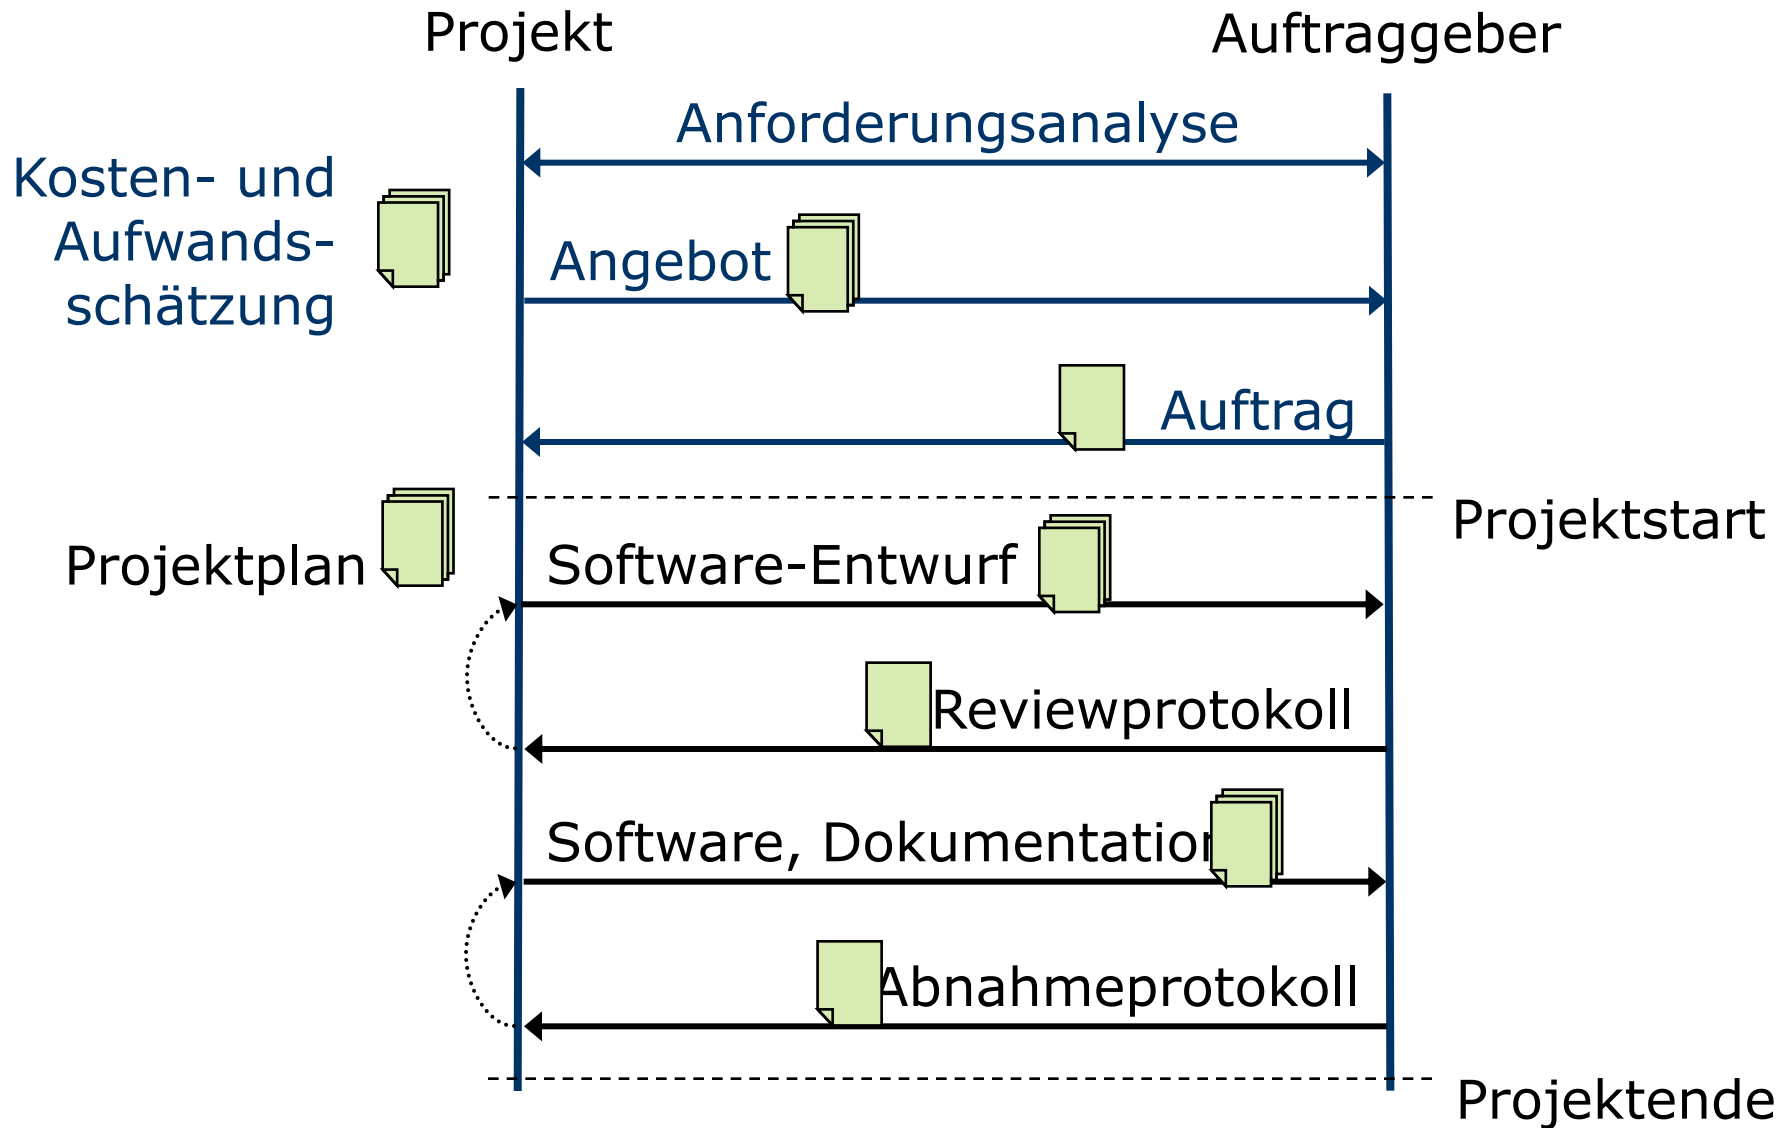 Projekt
Auftraggeber
Anforderungsanalyse
Kosten- und
Aufwands-
schätzung
Angebot
Auftrag
Projektstart
Projektplan
Software-Entwurf
Reviewprotokoll
Software, Dokumentation
Abnahmeprotokoll
Projektende